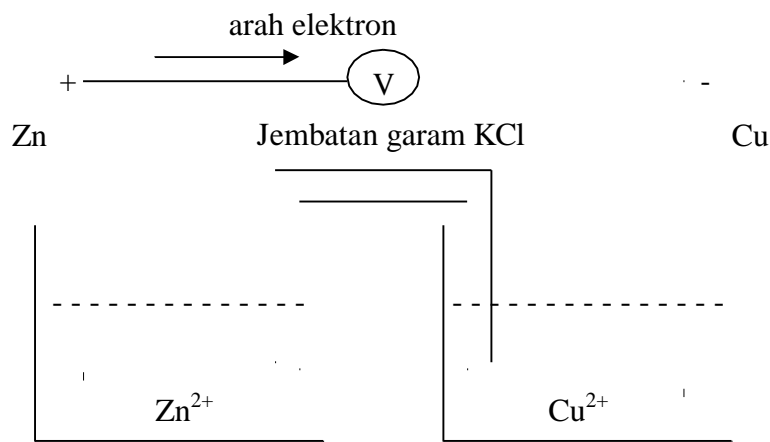 arah elektron
+ V -
Zn Jembatan garam KCl Cu
Zn²⁺ Cu²⁺